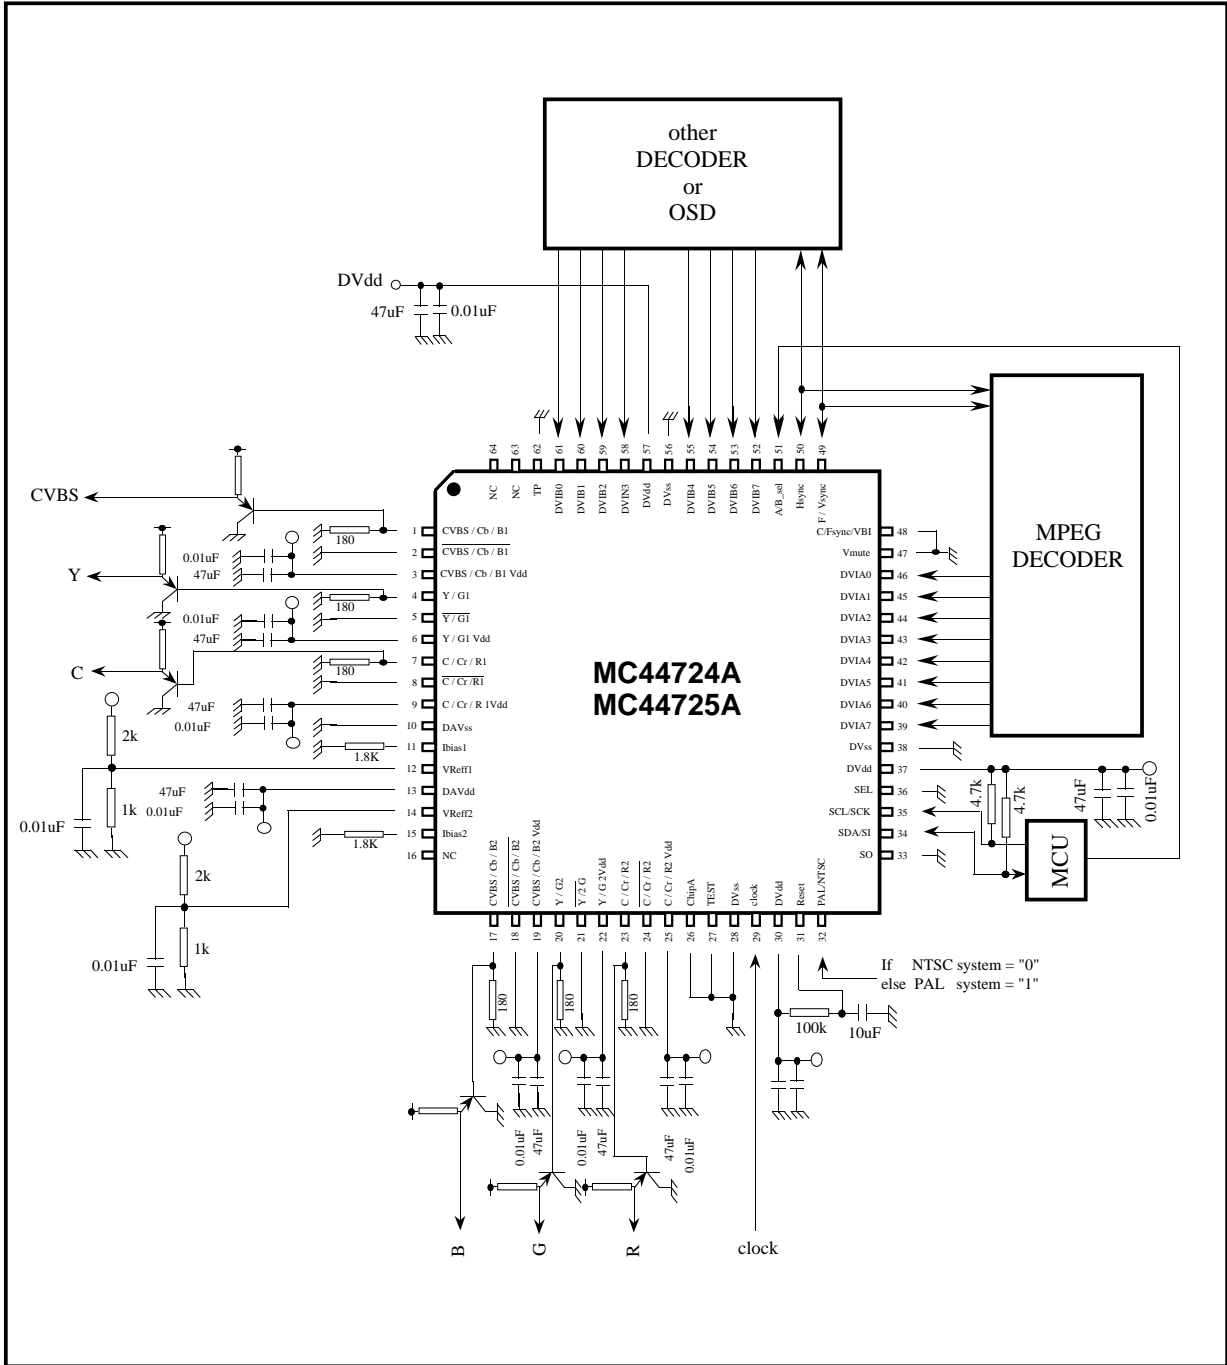 other
DECODER
or
OSD
DVdd
47uF
0.01uF
64
63
62
61
60
59
58
57
56
55
54
53
52
51
50
49
NC
NC
TP
DVIB0
DVIB1
DVIB2
DVIN3
DVdd
DVss
DVIB4
DVIB5
DVIB6
DVIB7
A/B_sel
Hsync
F / Vsync
MPEG
DECODER
CVBS
Y
C
180
0.01uF
47uF
180
0.01uF
47uF
180
47uF
0.01uF
1.8K
47uF
0.01uF
1.8K
2k
1k
0.01uF
2k
1k
0.01uF
1 CVBS / Cb / B1
2 CVBS / Cb / B1
3 CVBS / Cb / B1 Vdd
4 Y / G1
5 Y / G1
6 Y / G1 Vdd
7 C / Cr / R1
8 C / Cr /R1
9 C / Cr / R 1Vdd
10 DAVss
11 Ibias1
12 VReff1
13 DAVdd
14 VReff2
15 Ibias2
16 NC
MC44724A
MC44725A
C/Fsync/VBI 48
Vmute 47
DVIA0 46
DVIA1 45
DVIA2 44
DVIA3 43
DVIA4 42
DVIA5 41
DVIA6 40
DVIA7 39
DVss 38
DVdd 37
SEL 36
SCL/SCK 35
SDA/SI 34
SO 33
4.7k
4.7k
47uF
0.01uF
MCU
CVBS / Cb / B2
CVBS / Cb / B2
CVBS / Cb / B2 Vdd
Y / G2
Y /2 G
Y / G 2Vdd
C / Cr / R2
C / Cr / R2
C / Cr / R2 Vdd
ChipA
TEST
DVss
clock
DVdd
Reset
PAL/NTSC
17
18
19
20
21
22
23
24
25
26
27
28
29
30
31
32
If NTSC system = "0"
else PAL system = "1"
180
180
180
100k
10uF
0.01uF
47uF
0.01uF
47uF
47uF
0.01uF
B
G
R
clock